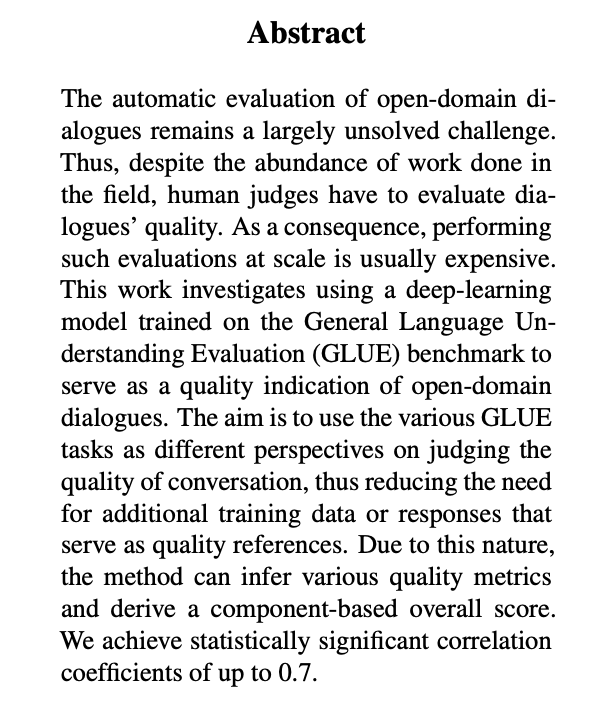 Abstract
The automatic evaluation of open-domain di-
alogues remains a largely unsolved challenge.
Thus, despite the abundance of work done in
the field, human judges have to evaluate dia-
logues’ quality. As a consequence, performing
such evaluations at scale is usually expensive.
This work investigates using a deep-learning
model trained on the General Language Un-
derstanding Evaluation (GLUE) benchmark to
serve as a quality indication of open-domain
dialogues. The aim is to use the various GLUE
tasks as different perspectives on judging the
quality of conversation, thus reducing the need
for additional training data or responses that
serve as quality references. Due to this nature,
the method can infer various quality metrics
and derive a component-based overall score.
We achieve statistically significant correlation
coefficients of up to 0.7.